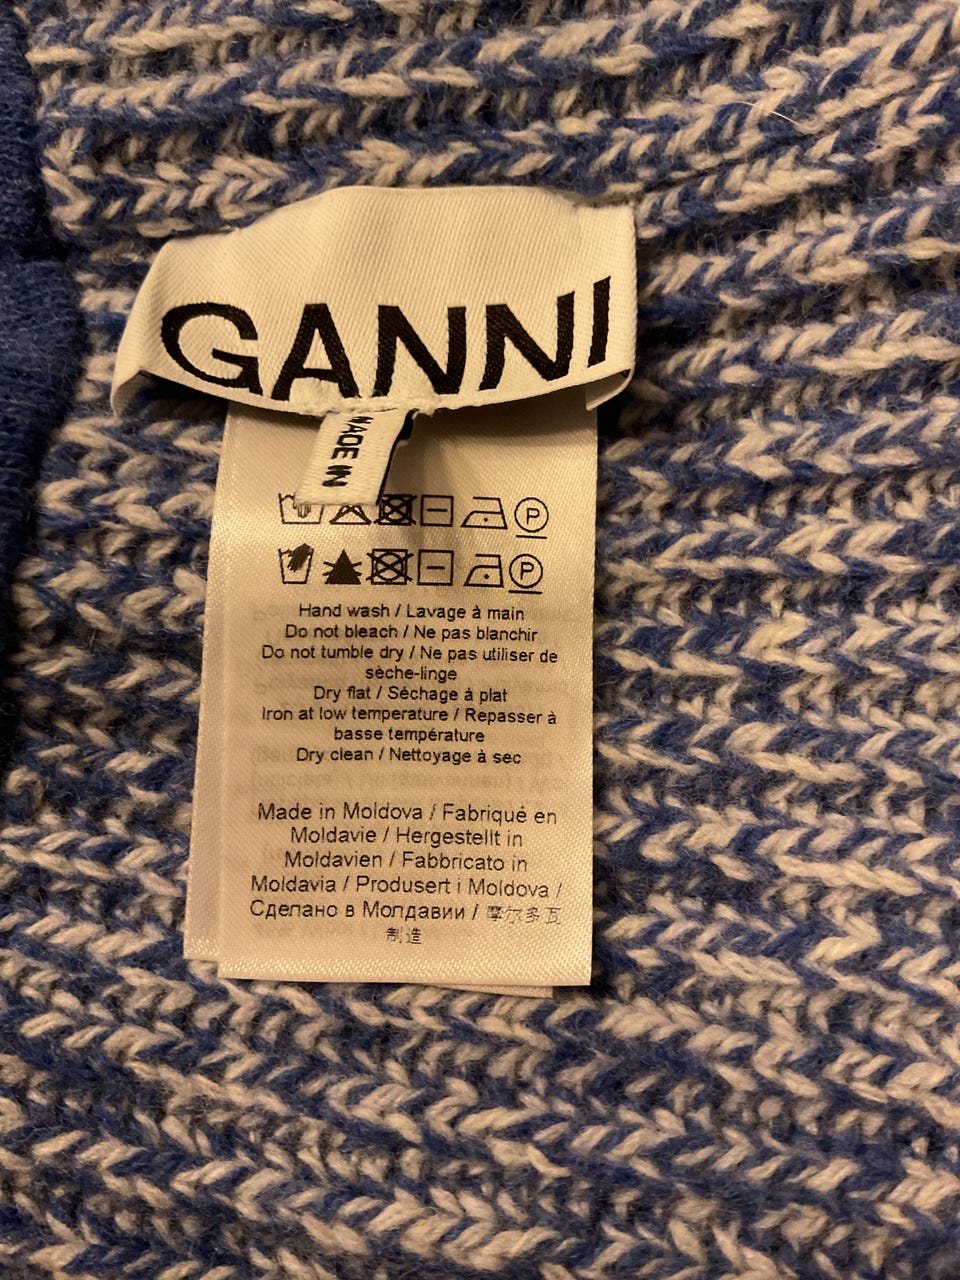 GANNI
MADE IN
P
P
Hand wash / Lavage à main
Do not bleach / Ne pas blanchir
Do not tumble dry / Ne pas utiliser de
sèche-linge
Dry flat / Séchage à plat
Iron at low temperature / Repasser à
basse température
Dry clean / Nettoyage à sec
Made in Moldova / Fabriqué en
Moldavie / Hergestellt in
Moldavien / Fabbricato in
Moldavia / Produsert i Moldova /
Сделано в Молдавии / 摩尔多瓦
制造